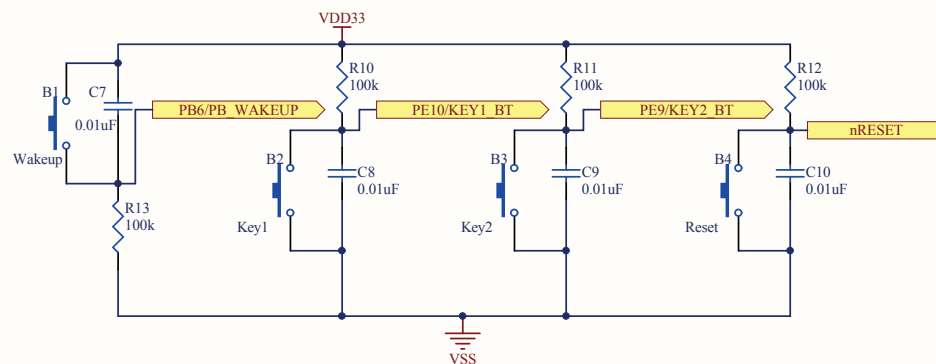 VDD33
R10
100k
R11
100k
R12
100k
B1
C7
0.01uF
Wakeup
PB6/PB_WAKEUP
PE10/KEY1_BT
PE9/KEY2_BT
nRESET
B2
C8
0.01uF
Key1
B3
C9
0.01uF
Key2
B4
C10
0.01uF
Reset
R13
100k
VSS